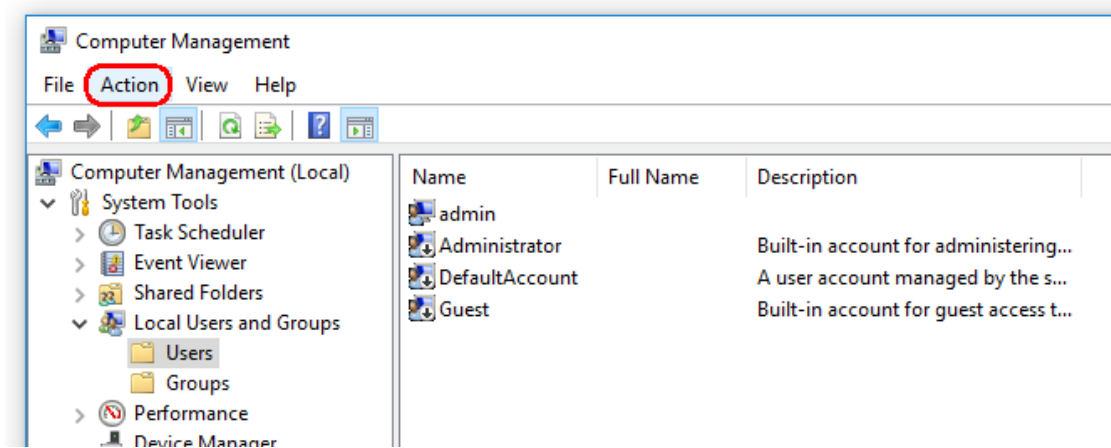 Computer Management
File Action View Help
?
Computer Management (Local)
System Tools
Task Scheduler
Event Viewer
Shared Folders
Local Users and Groups
Users
Groups
Performance
Device Manager
Name Full Name Description
admin
Administrator Built-in account for administering...
DefaultAccount A user account managed by the s...
Guest Built-in account for guest access t...